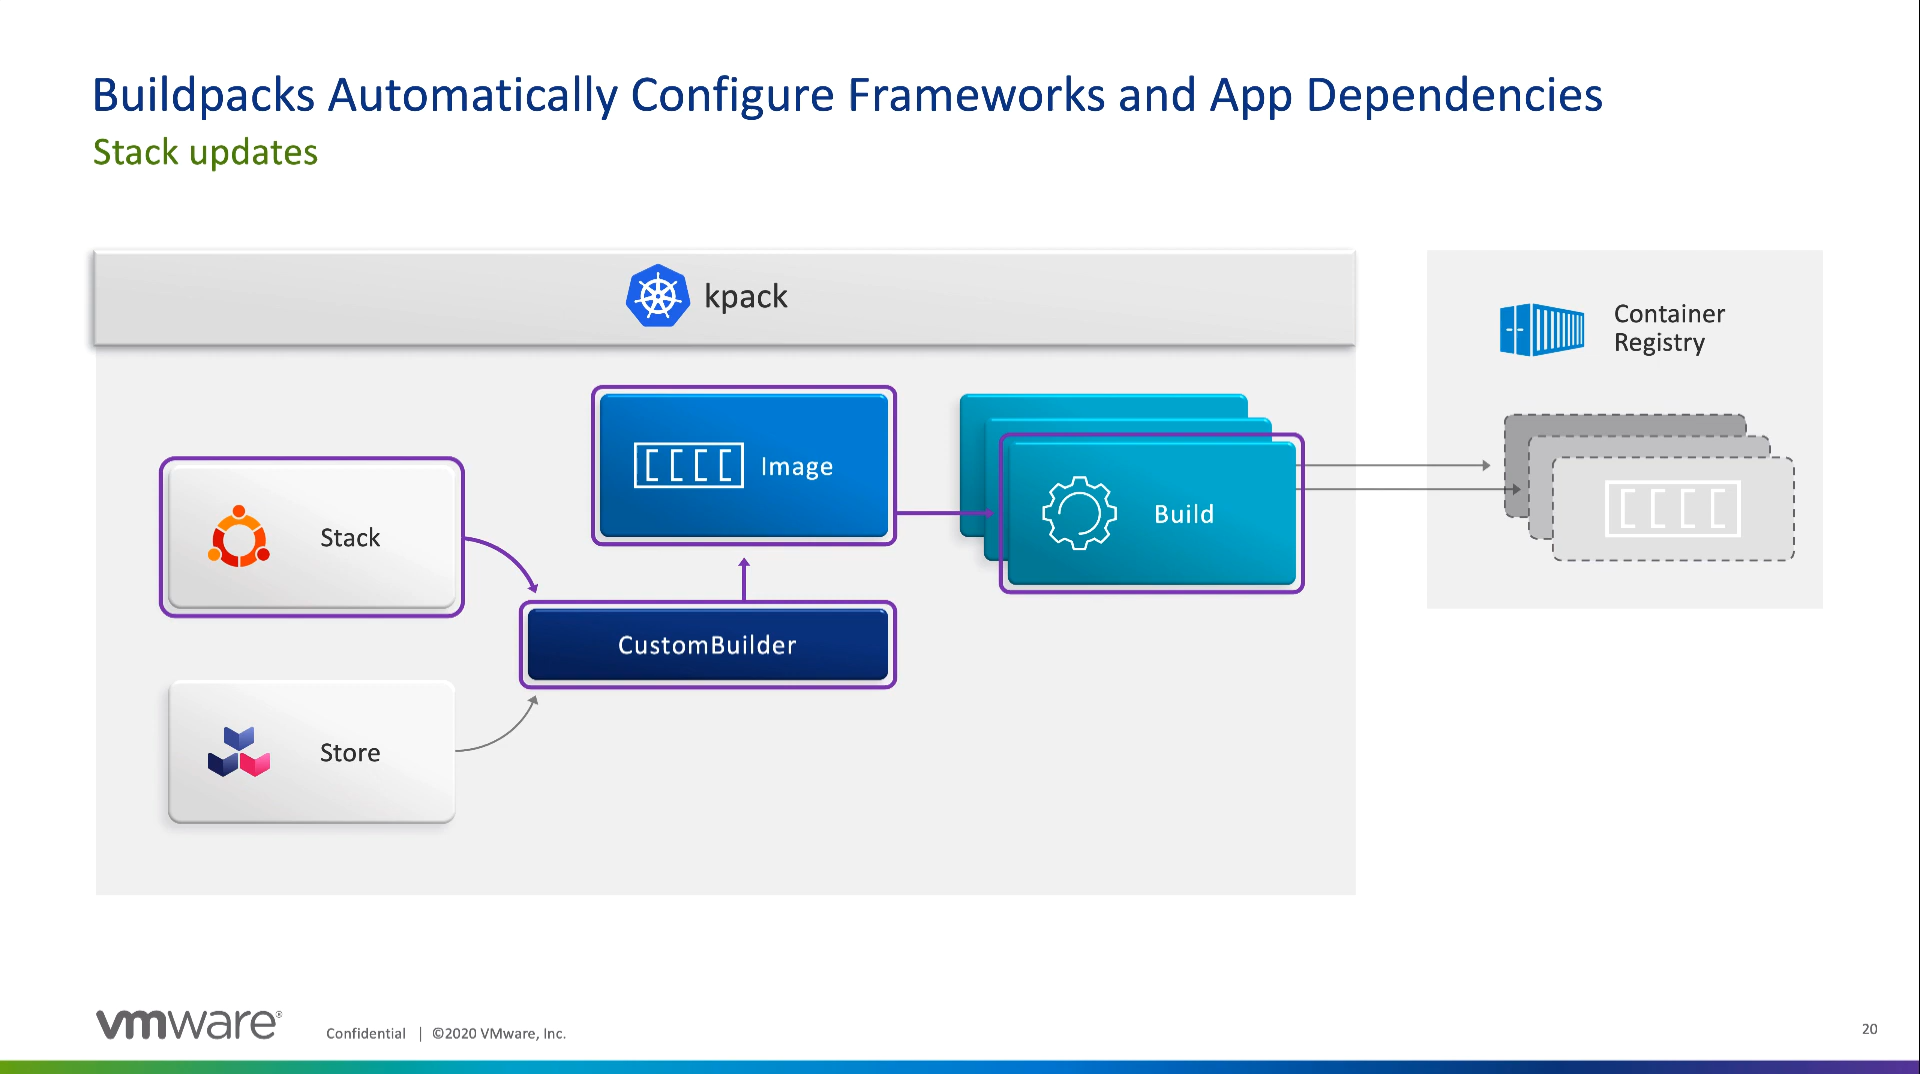 Buildpacks Automatically Configure Frameworks and App Dependencies
Stack updates
kpack
Container
Registry
Image
Stack
Build
CustomBuilder
Store
vmware®
Confidential | ©2020 VMware, Inc.
20